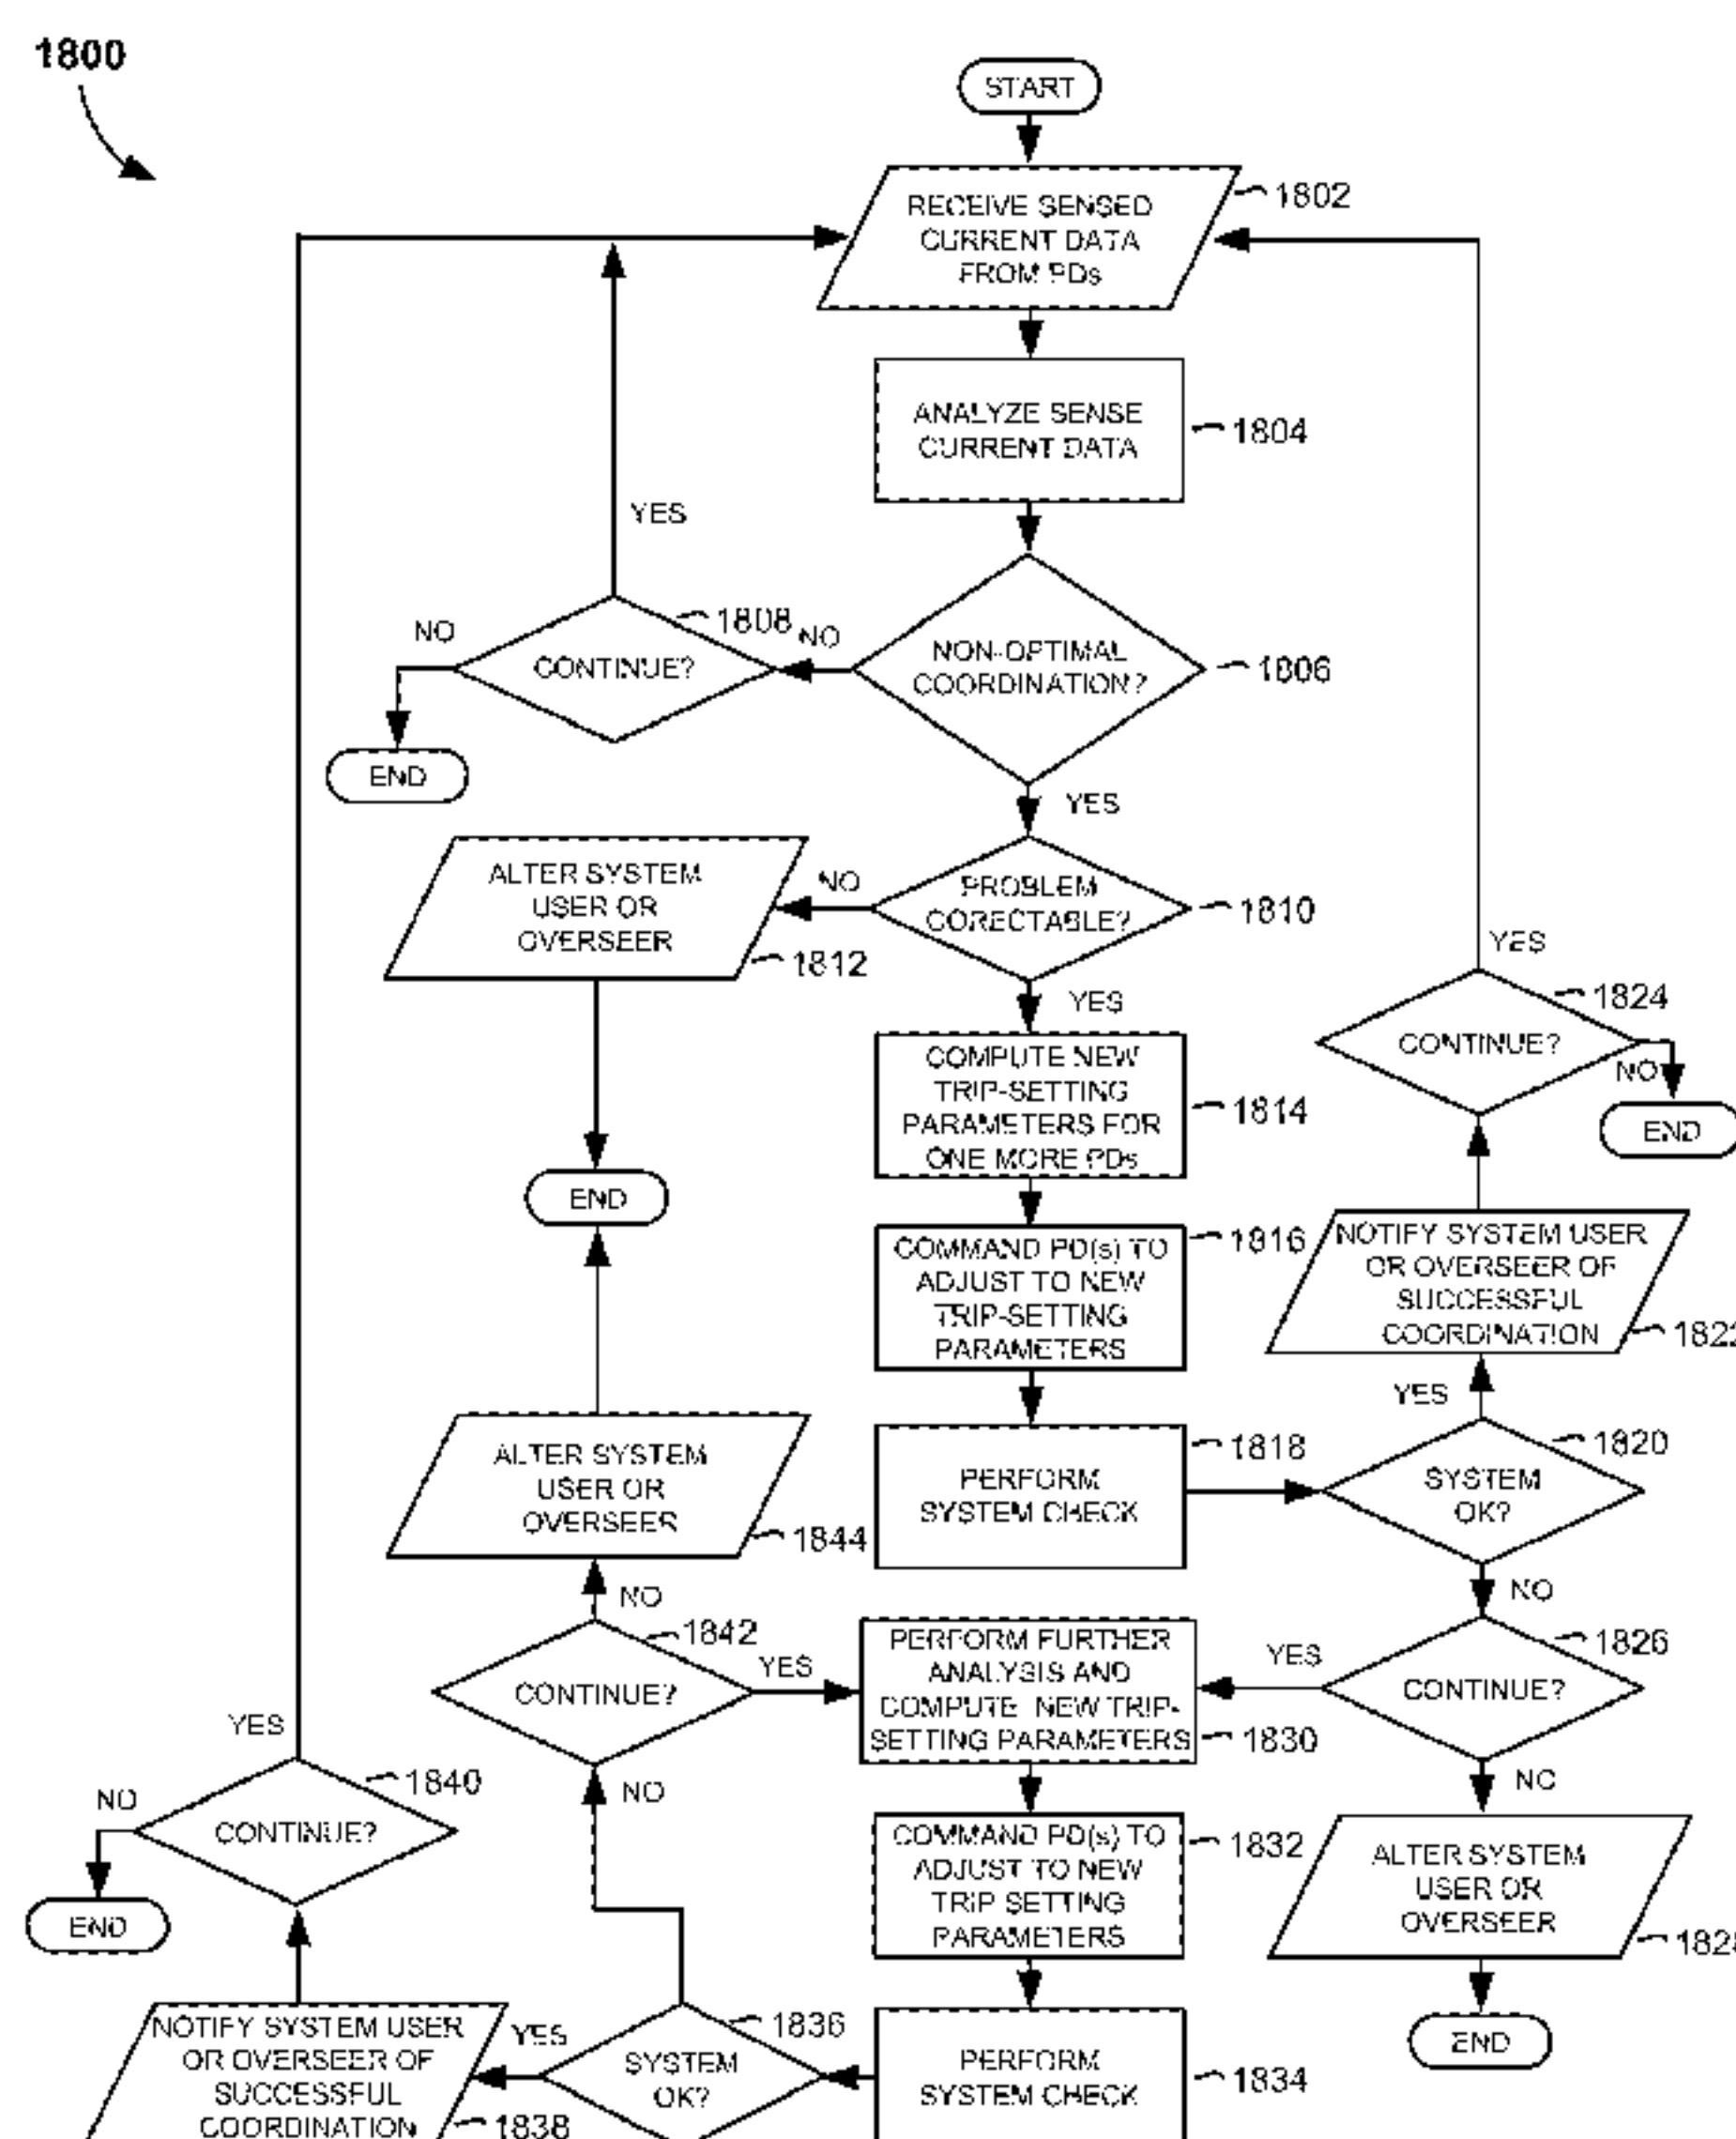 1800
START
RECEIVE SENSED
CURRENT DATA
FROM PDs
1802
ANALYZE SENSE
CURRENT DATA
1804
YES
NO
CONTINUE?
1808
NO
NON-OPTIMAL
COORDINATION?
1806
END
YES
ALTER SYSTEM
USER OR
OVERSEER
1812
NO
PROBLEM
CORECTABLE?
1810
YES
YES
CONTINUE?
1824
NO
END
COMPUTE NEW
TRIP-SETTING
PARAMETERS FOR
ONE MORE PDs
1814
END
COMMAND PD(s) TO
ADJUST TO NEW
TRIP-SETTING
PARAMETERS
1816
NOTIFY SYSTEM USER
OR OVERSEER OF
SUCCESSFUL
COORDINATION
1822
YES
ALTER SYSTEM
USER OR
OVERSEER
1844
PERFORM
SYSTEM CHECK
1818
SYSTEM
OK?
1820
NO
NO
CONTINUE?
1842
YES
PERFORM FURTHER
ANALYSIS AND
COMPUTE NEW TRIP-
SETTING PARAMETERS
1830
YES
CONTINUE?
1826
NO
YES
NO
CONTINUE?
1840
NO
END
COMMAND PD(s) TO
ADJUST TO NEW
TRIP SETTING
PARAMETERS
1832
ALTER SYSTEM
USER OR
OVERSEER
1828
END
NOTIFY SYSTEM USER
OR OVERSEER OF
SUCCESSFUL
COORDINATION
1838
YES
SYSTEM
OK?
1836
PERFORM
SYSTEM CHECK
1834